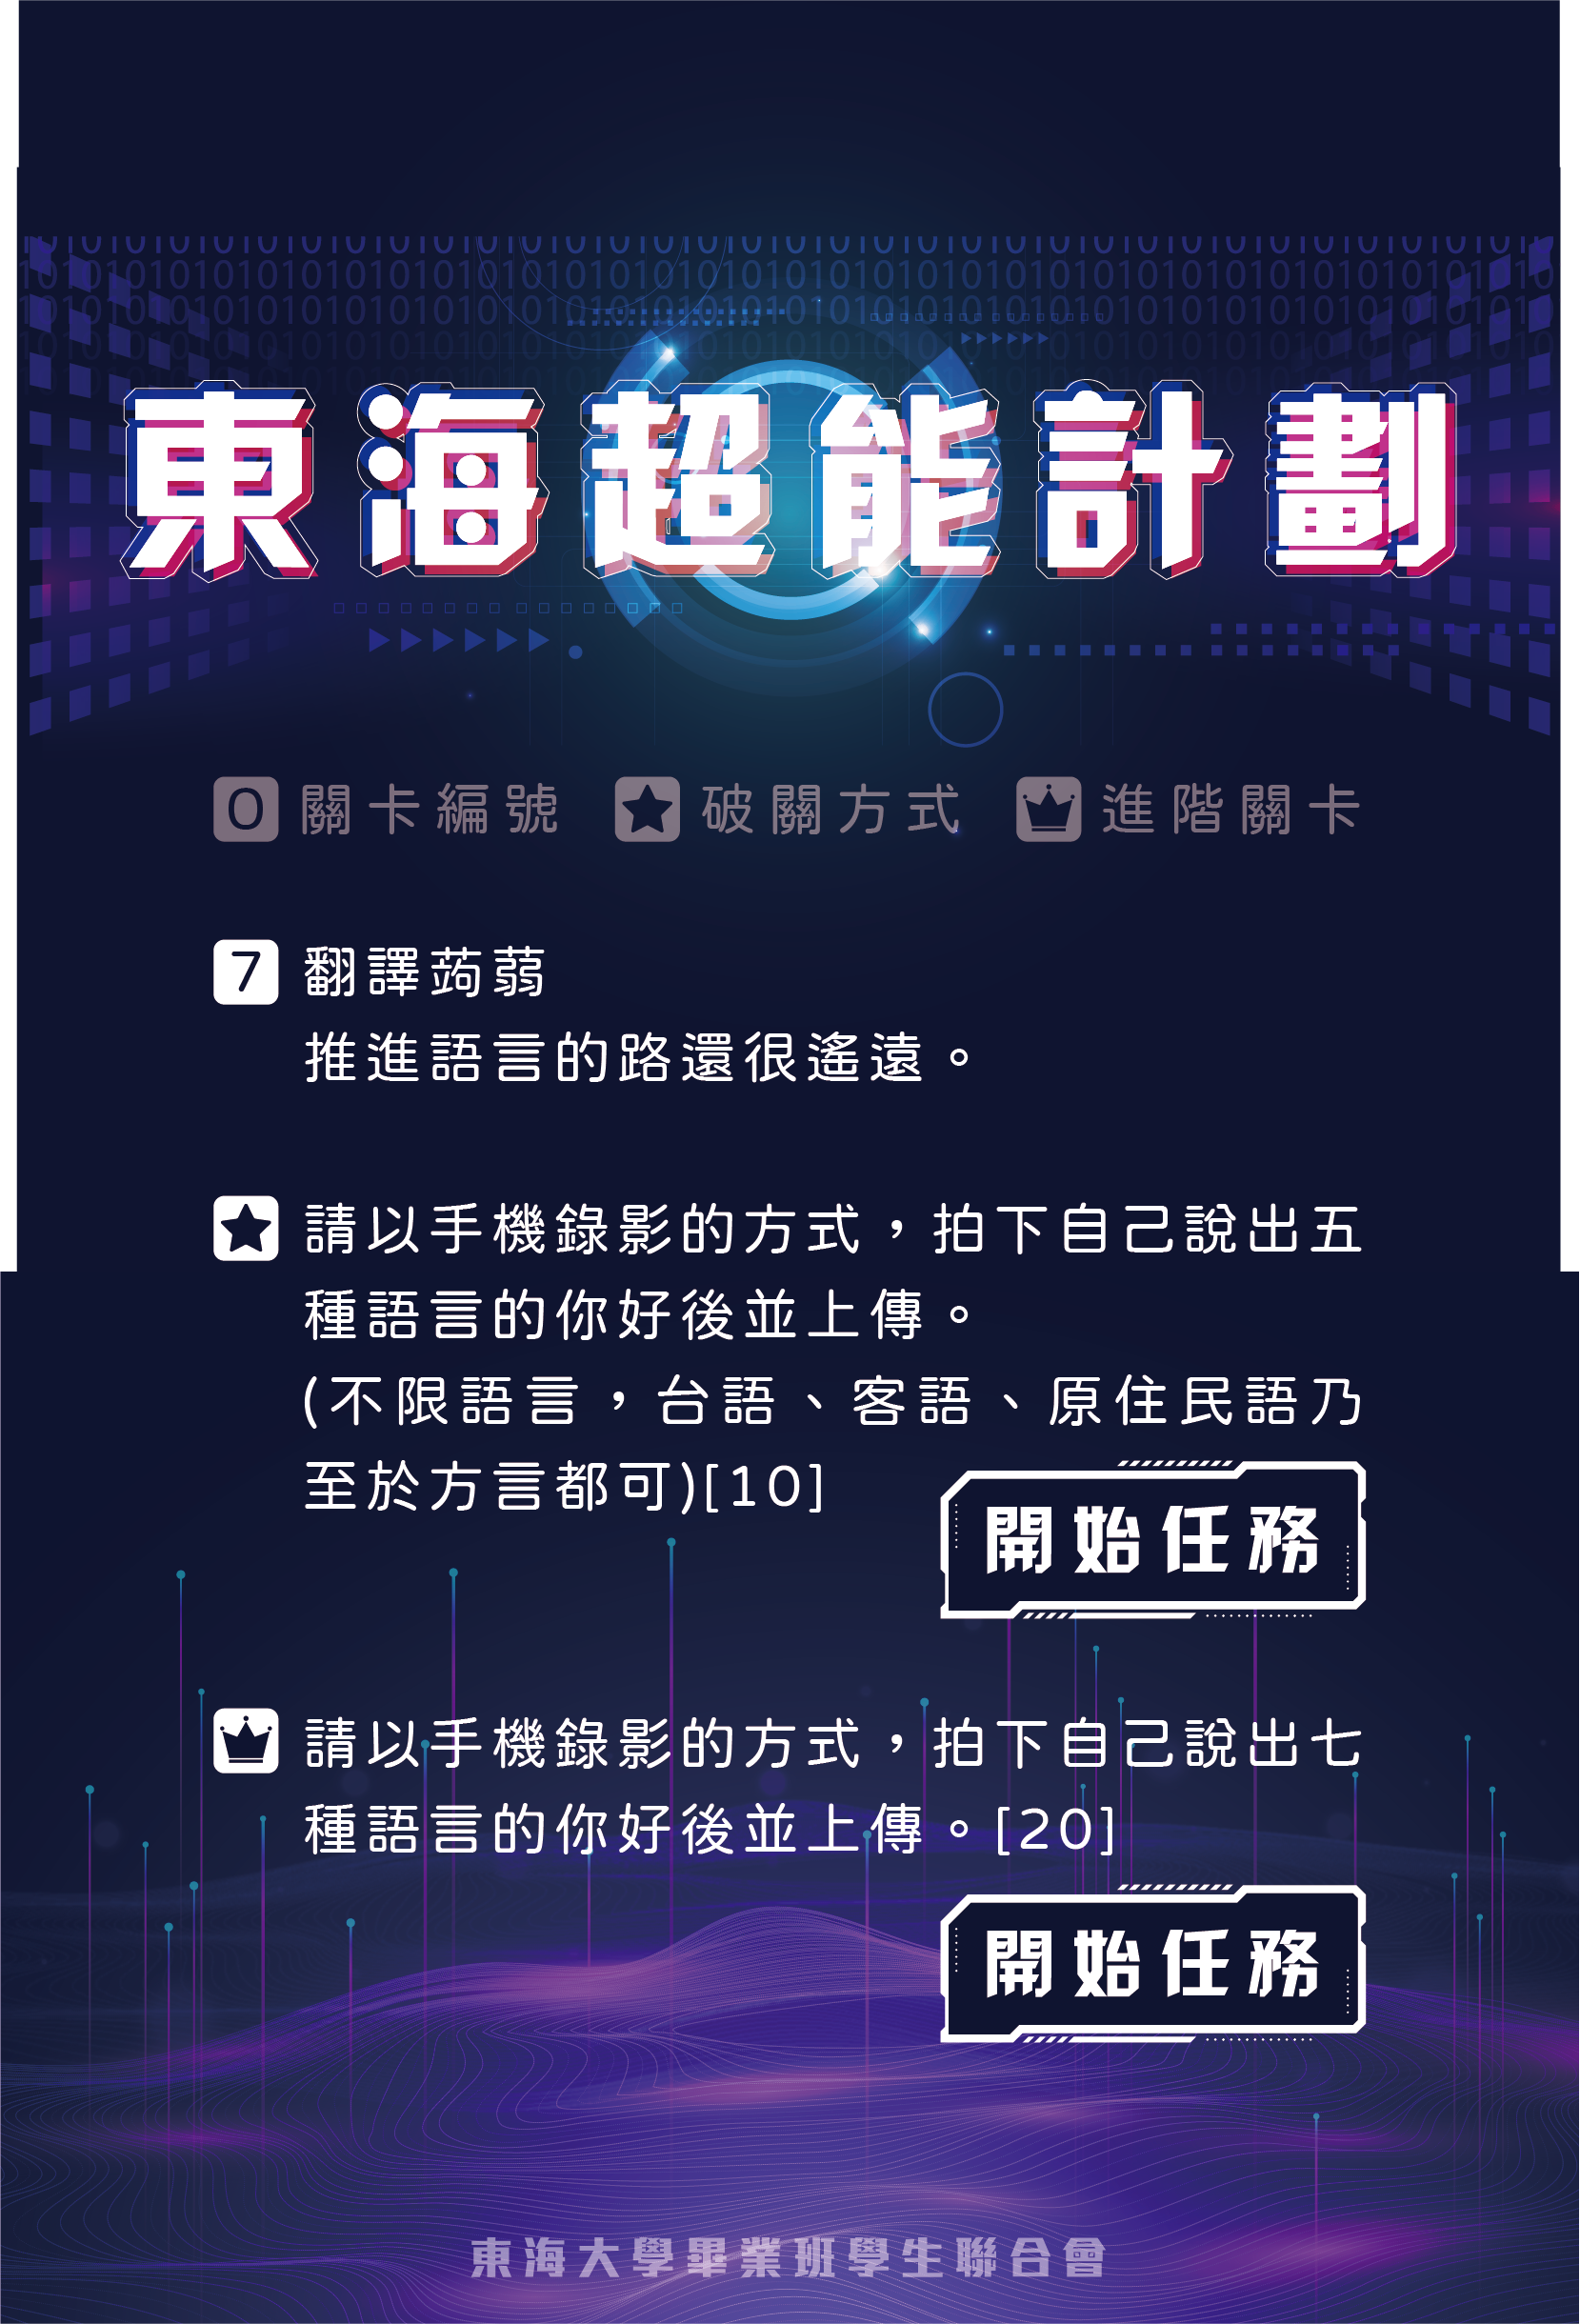 東海超能計劃
0 關卡編號 破關方式 進階關卡
7 翻譯蒟蒻
推進語言的路還很遙遠。
請以手機錄影的方式，拍下自己說出五
種語言的你好後並上傳。
(不限語言，台語、客語、原住民語乃
至於方言都可)[10]
開始任務
請以手機錄影的方式，拍下自己說出七
種語言的你好後並上傳。[20]
開始任務
東海大學畢業班學生聯合會